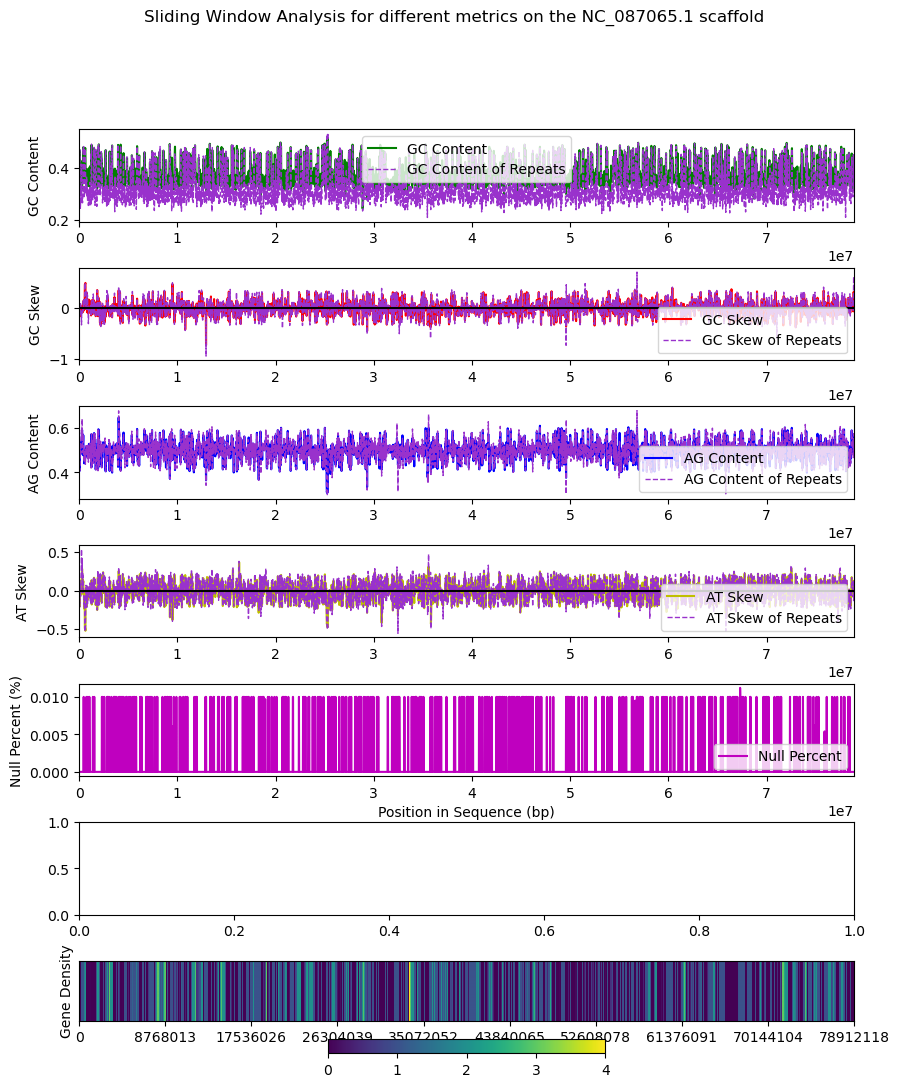 Sliding Window Analysis for different metrics on the NC_087065.1 scaffold
GC Content
0.4
0.2
GC Content
GC Content of Repeats
0 1 2 3 4 5 6 7
1e7
GC Skew
0
−1
GC Skew
GC Skew of Repeats
0 1 2 3 4 5 6 7
1e7
AG Content
0.6
0.4
AG Content
AG Content of Repeats
0 1 2 3 4 5 6 7
1e7
AT Skew
0.5
0.0
−0.5
AT Skew
AT Skew of Repeats
0 1 2 3 4 5 6 7
1e7
Null Percent (%)
0.010
0.005
0.000
Null Percent
0 1 2 3 4 5 6 7
1e7
Position in Sequence (bp)
1.0
0.5
0.0
0.0 0.2 0.4 0.6 0.8 1.0
Gene Density
0 8768013 17536026 26304039 35072052 43840065 52608078 61376091 70144104 78912118
0 1 2 3 4